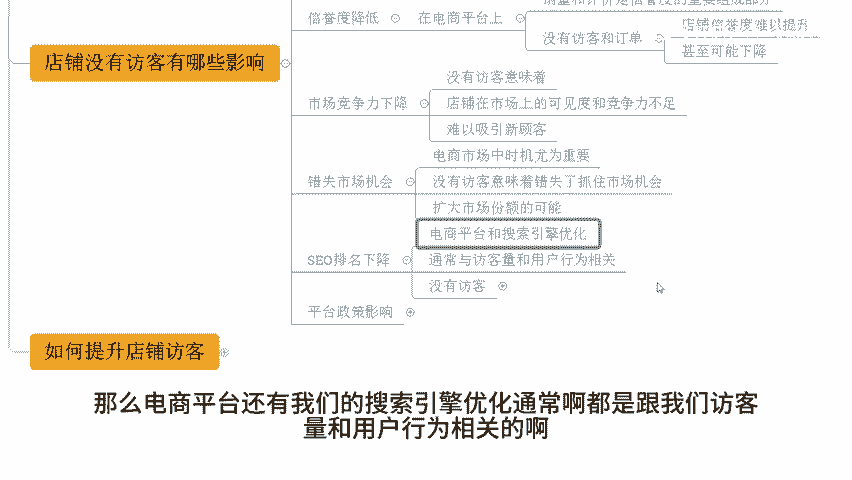 信誉度降低
在电商平台上
没有访客和订单
店铺信誉度难以提升
甚至可能下降
店铺没有访客有哪些影响
市场竞争力下降
没有访客意味着
店铺在市场上的可见度和竞争力不足
难以吸引新顾客
错失市场机会
电商市场中时机尤为重要
没有访客意味着错失了抓住市场机会
扩大市场份额的可能
SEO排名下降
电商平台和搜索引擎优化
通常与访客量和用户行为相关
没有访客
平台政策影响
如何提升店铺访客
那么电商平台还有我们的搜索引擎优化通常啊都是跟我们访客
量和用户行为相关的啊